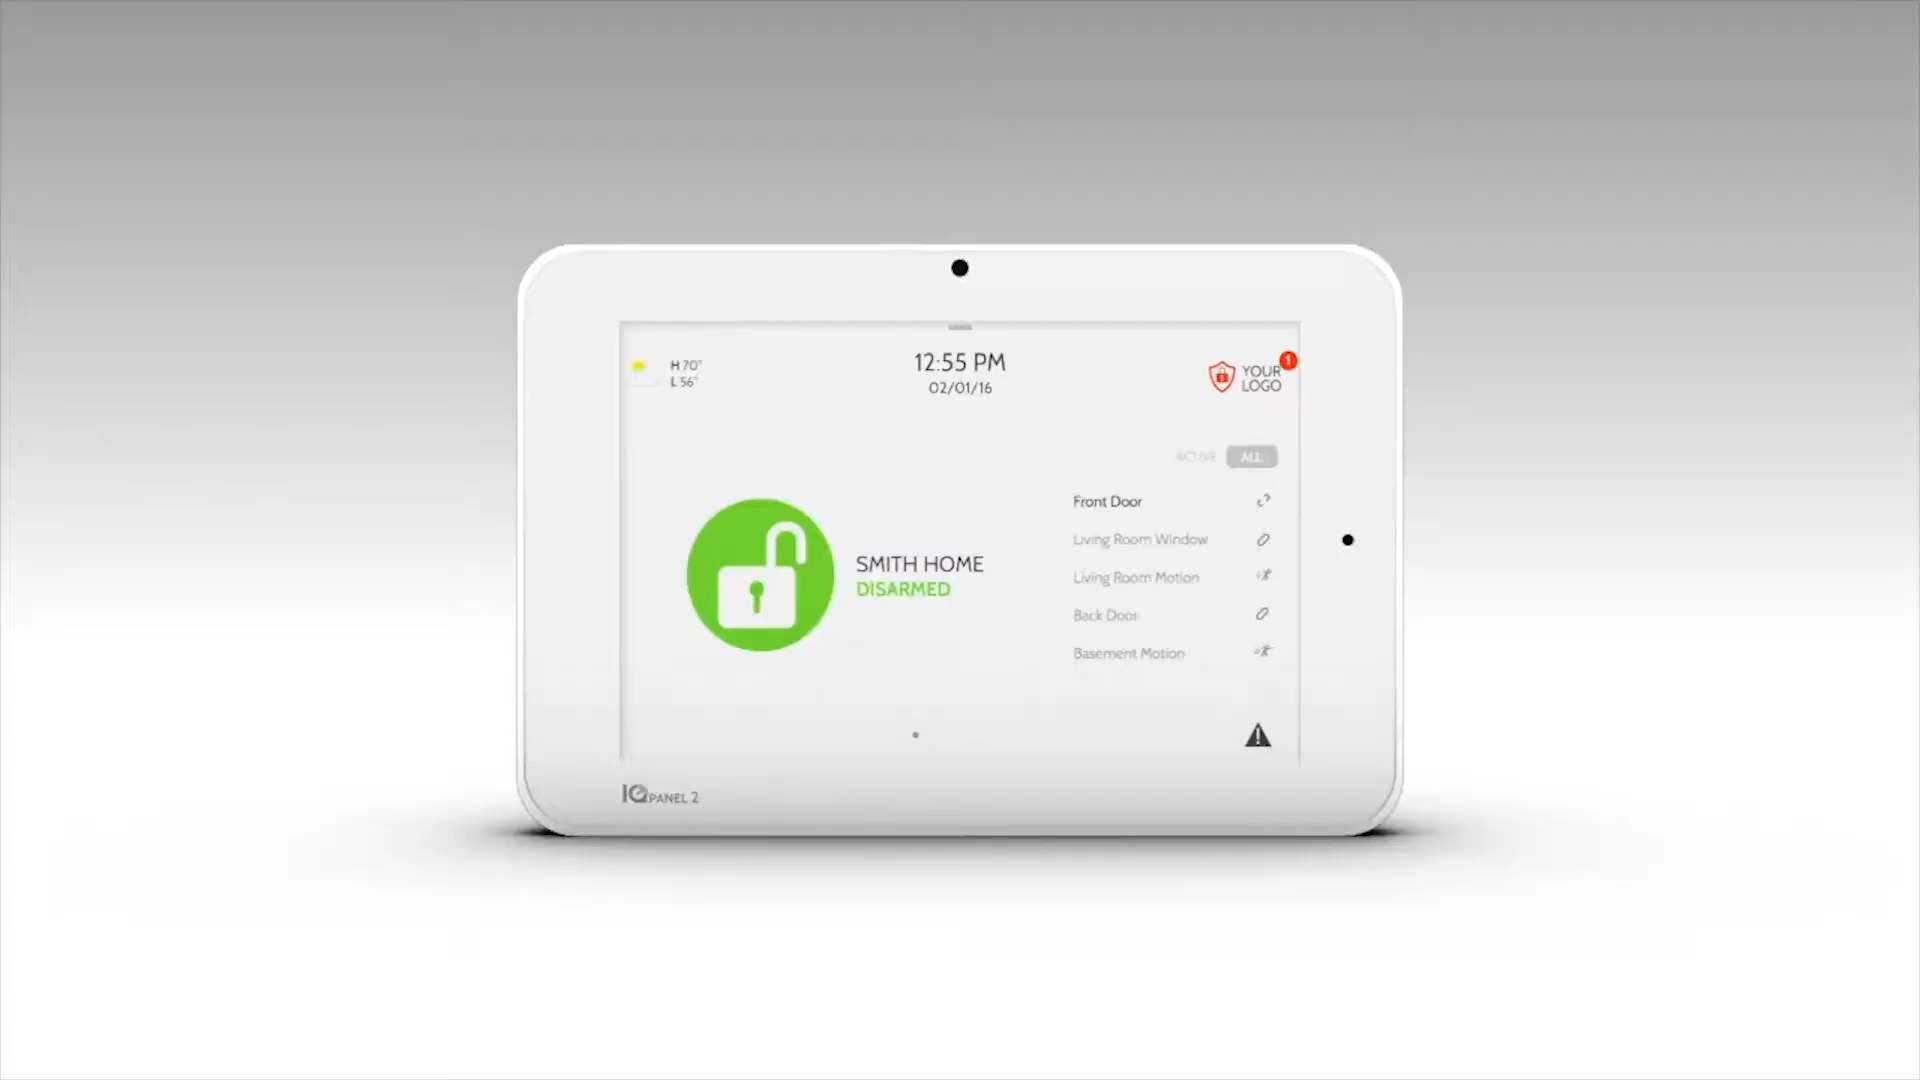 H 70°
L 56°
12:55 PM
02/01/16
YOUR
LOGO
1
ACTIVE
ALL
Front Door
Living Room Window
Living Room Motion
Back Door
Basement Motion
SMITH HOME
DISARMED
IQ PANEL 2